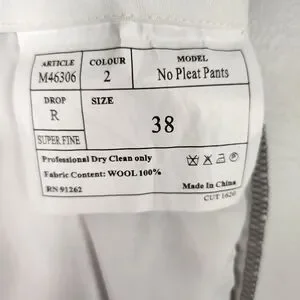 ARTICLE COLOUR MODEL
M46306 2 No Pleat Pants
DROP SIZE
R 38
SUPER FINE
Professional Dry Clean only
Fabric Content: WOOL 100%
RN 91262 Made In China
CUT